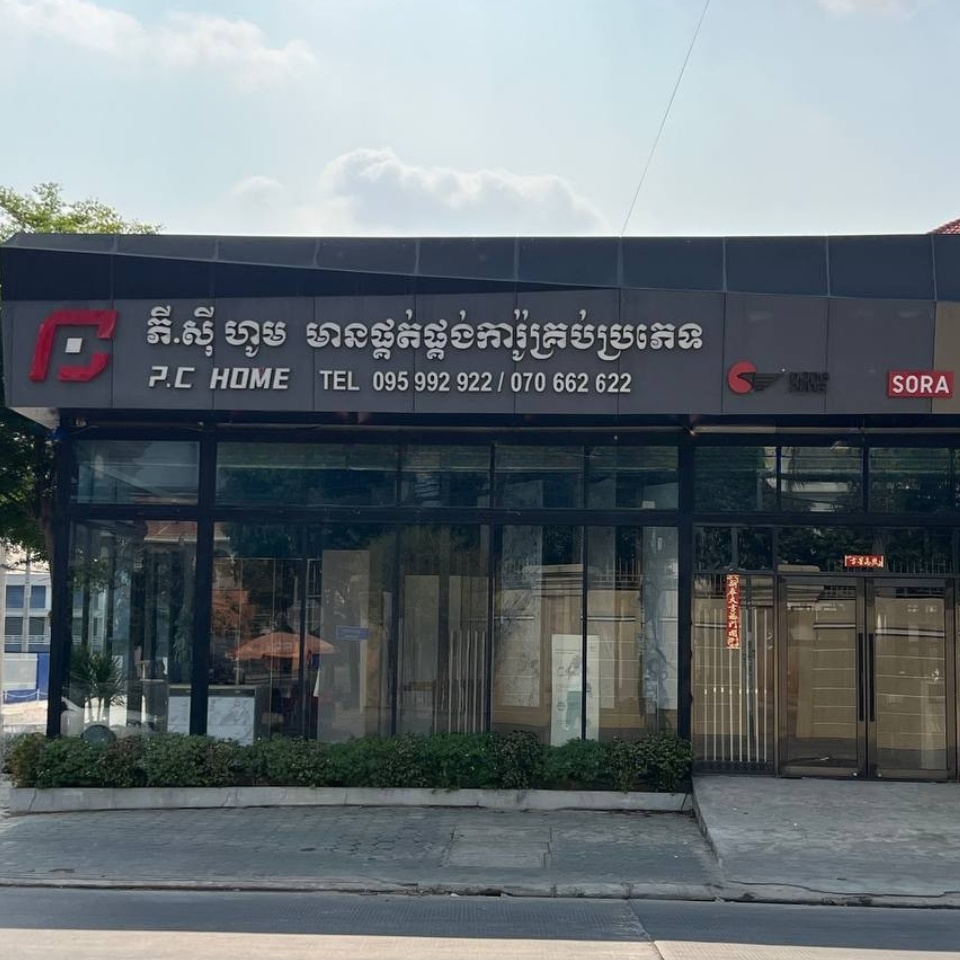 ភី.ស៊ី ហូម មានផ្គត់ផ្គង់ការ៉ូគ្រប់ប្រភេទ
P.C HOME TEL 095 992 922 / 070 662 622
SORA